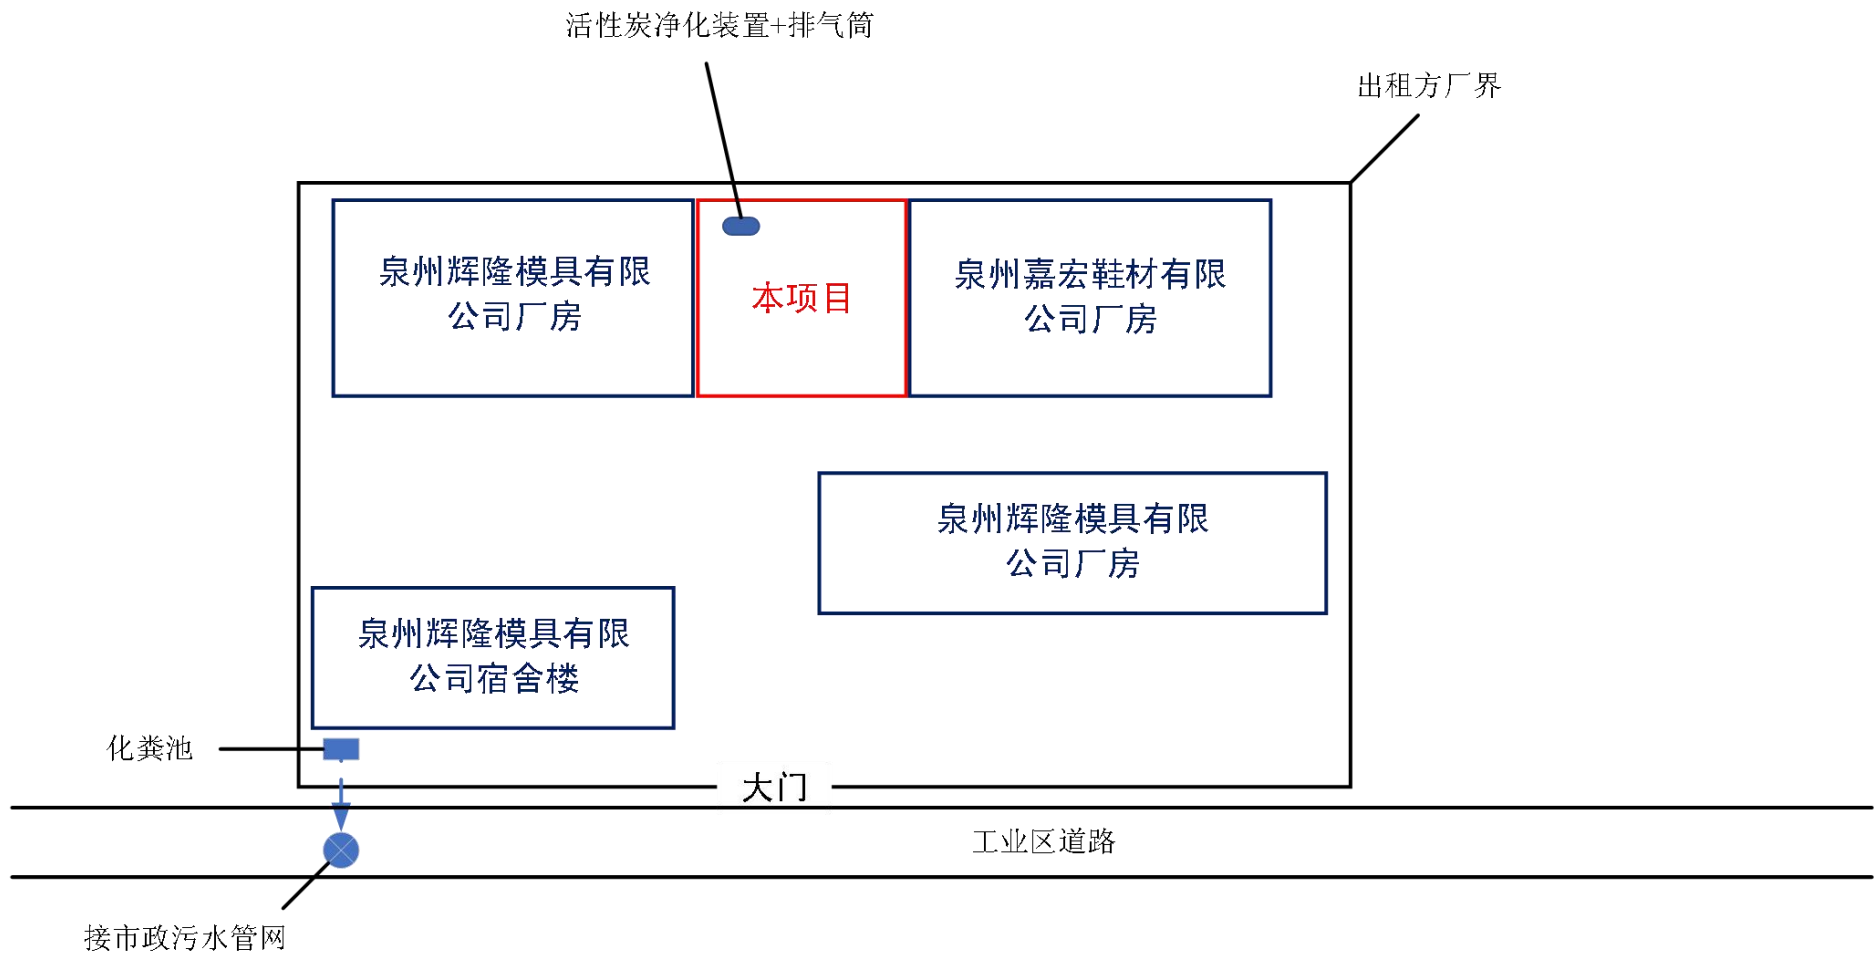 活性炭净化装置+排气筒
出租方厂界
泉州辉隆模具有限
公司厂房
本项目
泉州嘉宏鞋材有限
公司厂房
泉州辉隆模具有限
公司厂房
泉州辉隆模具有限
公司宿舍楼
化粪池
大门
工业区道路
接市政污水管网